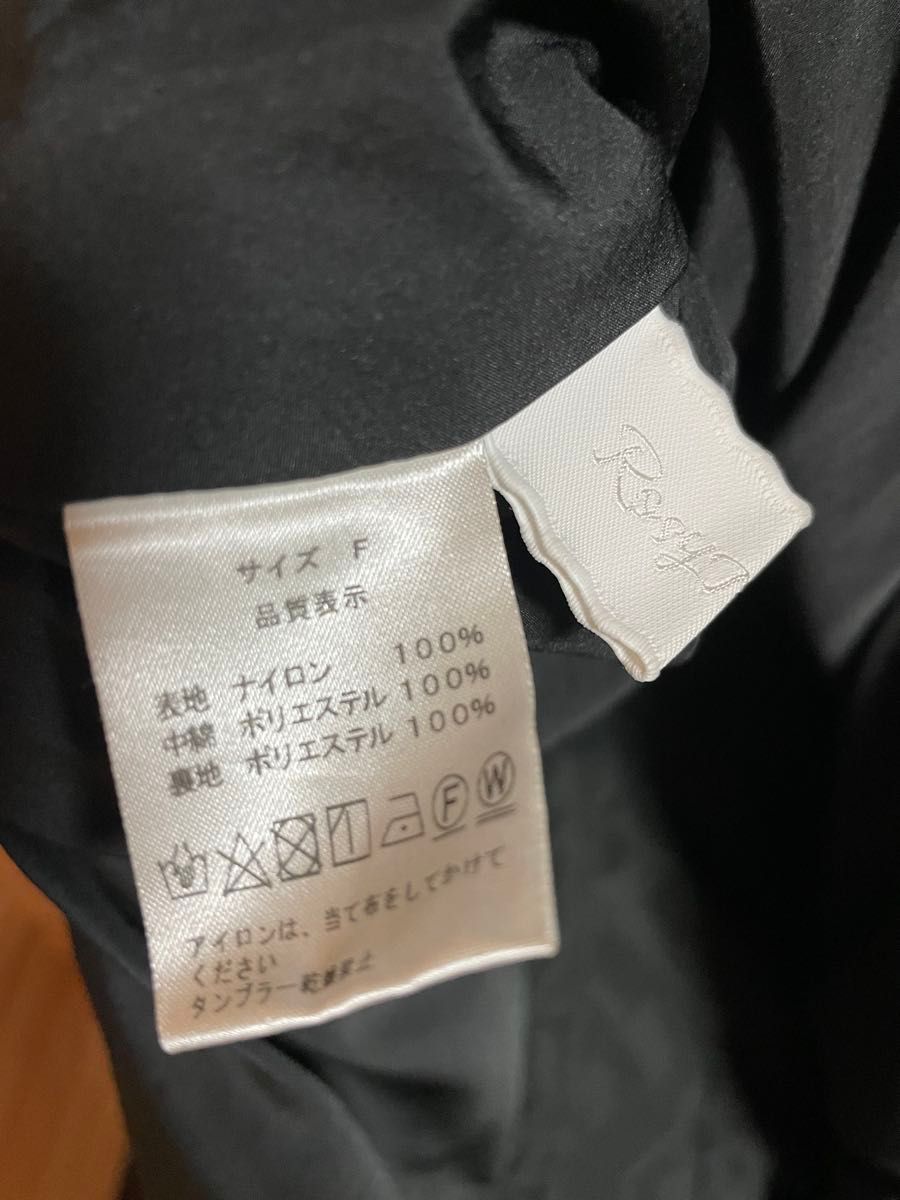 サイズ F
品質表示
表地 ナイロン 100%
中綿 ポリエステル 100%
裏地 ポリエステル 100%
F W
アイロンは、当て布をしてかけて
ください
タンブラー乾燥禁止